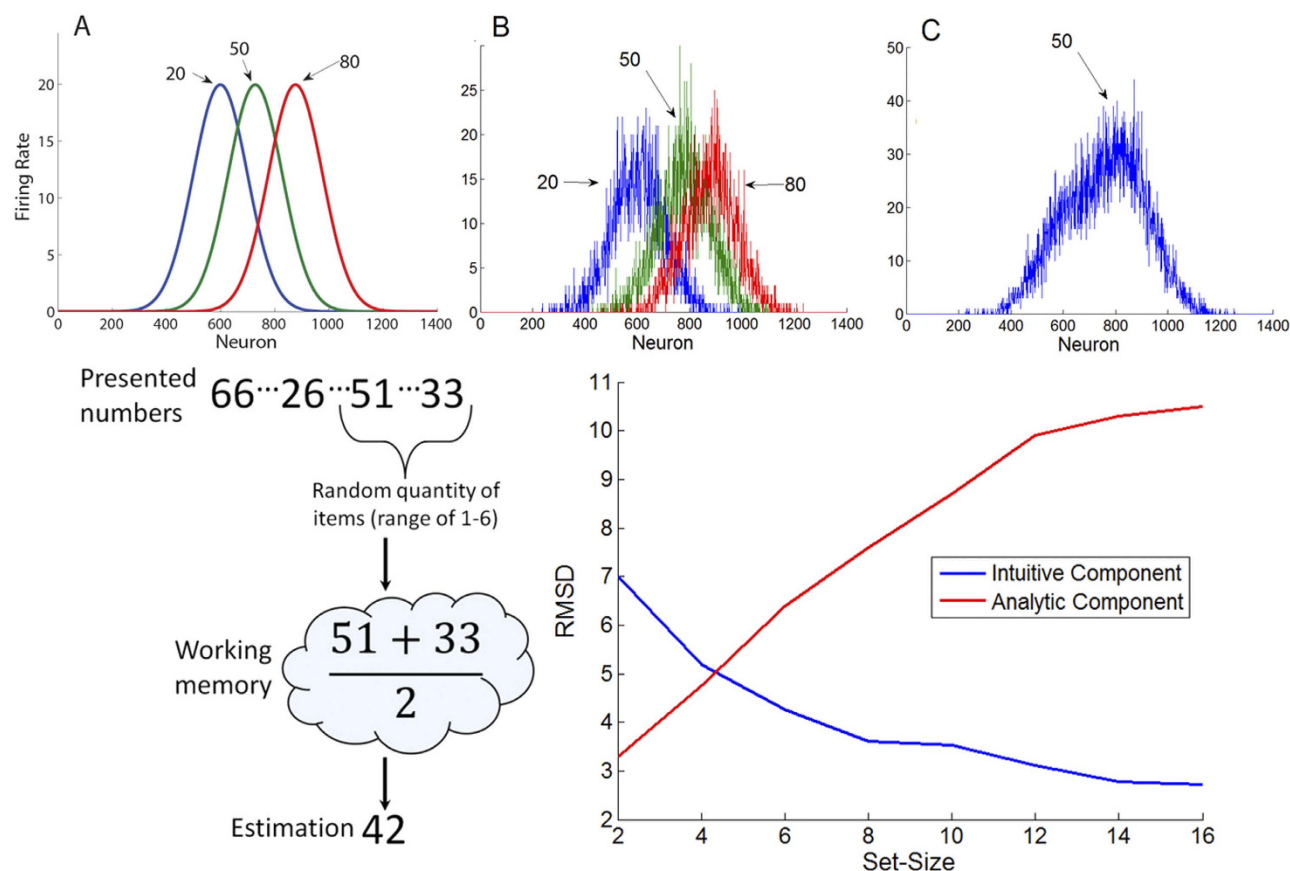 A
20
50
80
Firing Rate
20
15
10
5
0
0 200 400 600 800 1000 1200 1400
Neuron
B
50
20
80
30
25
20
15
10
5
0
0 200 400 600 800 1000 1200 1400
Neuron
C
50
50
40
30
20
10
0
0 200 400 600 800 1000 1200 1400
Neuron
Presented
numbers
66···26···51···33
Random quantity of
items (range of 1-6)
Working
memory
51 + 33
2
Estimation 42
RMSD
11
10
9
8
7
6
5
4
3
2
2 4 6 8 10 12 14 16
Set-Size
Intuitive Component
Analytic Component